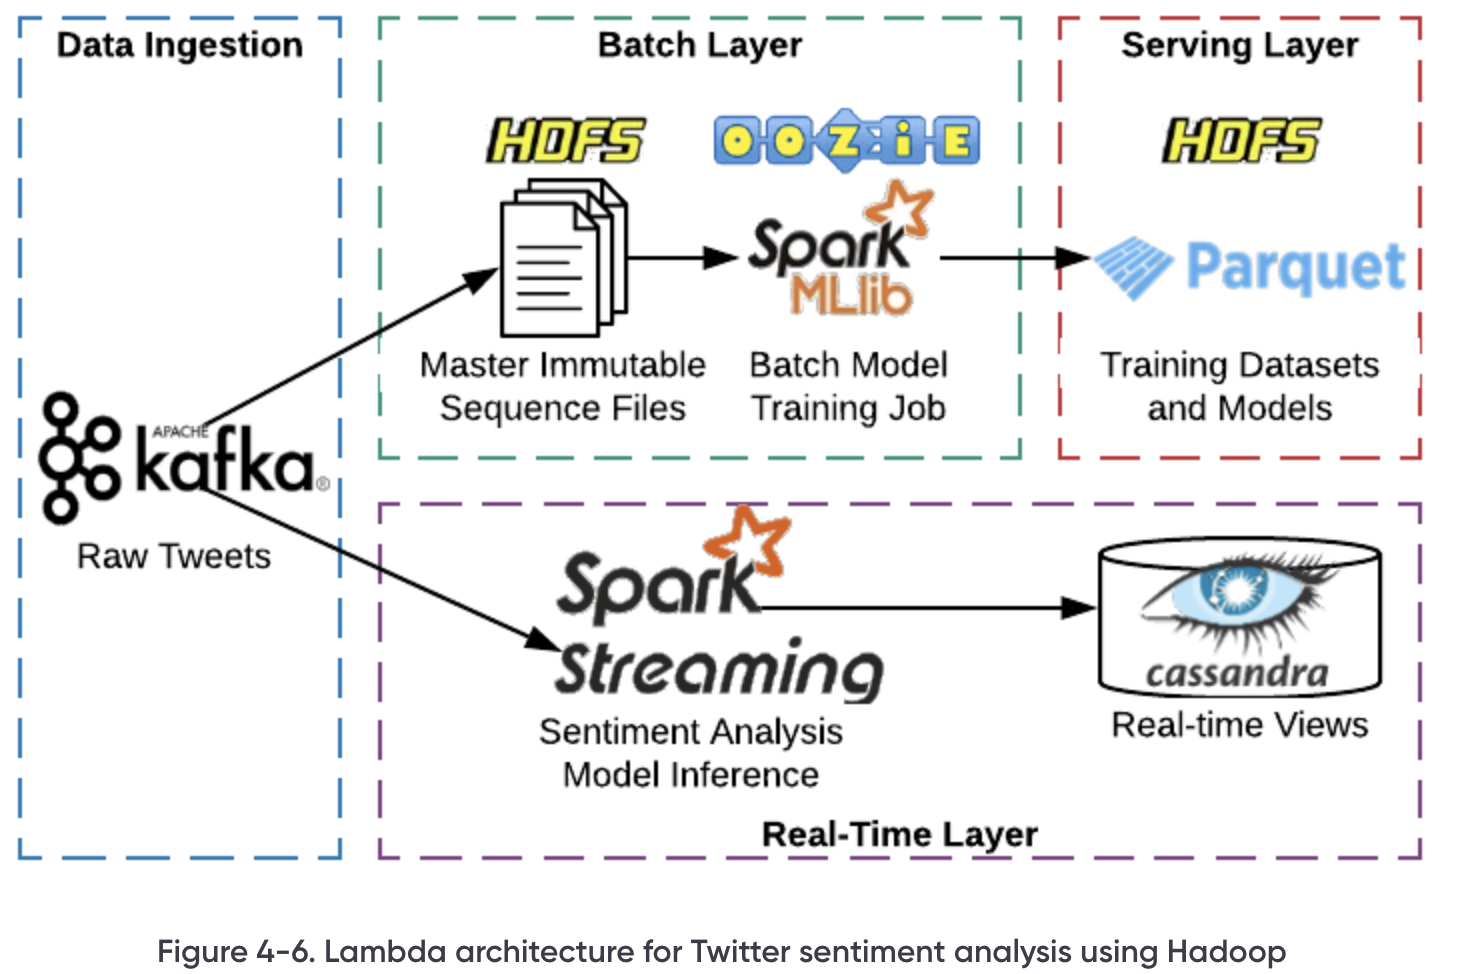 Data Ingestion
Batch Layer
Serving Layer
HDFS
OOZiE
HDFS
Spark
MLlib
Parquet
Master Immutable
Sequence Files
Batch Model
Training Job
Training Datasets
and Models
APACHE
kafka®
Raw Tweets
Spark
Streaming
Sentiment Analysis
Model Inference
cassandra
Real-time Views
Real-Time Layer
Figure 4-6. Lambda architecture for Twitter sentiment analysis using Hadoop